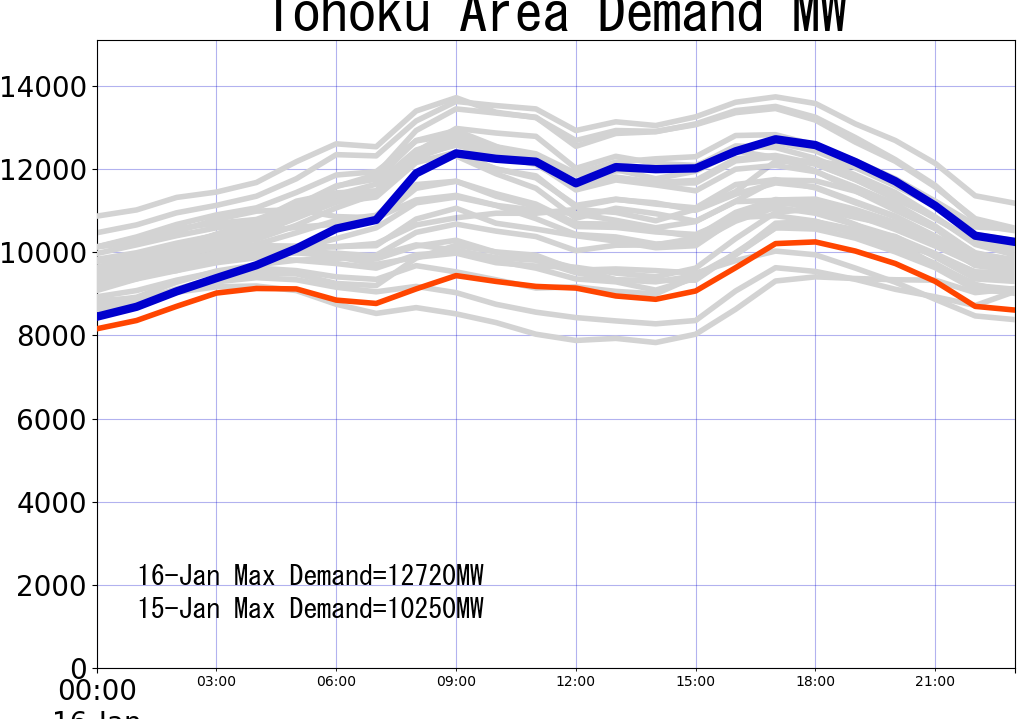 Tohoku Area Demand MW
14000
12000
10000
8000
6000
4000
2000
0
16-Jan Max Demand=12720MW
15-Jan Max Demand=10250MW
00:00 03:00 06:00 09:00 12:00 15:00 18:00 21:00
16-Jan